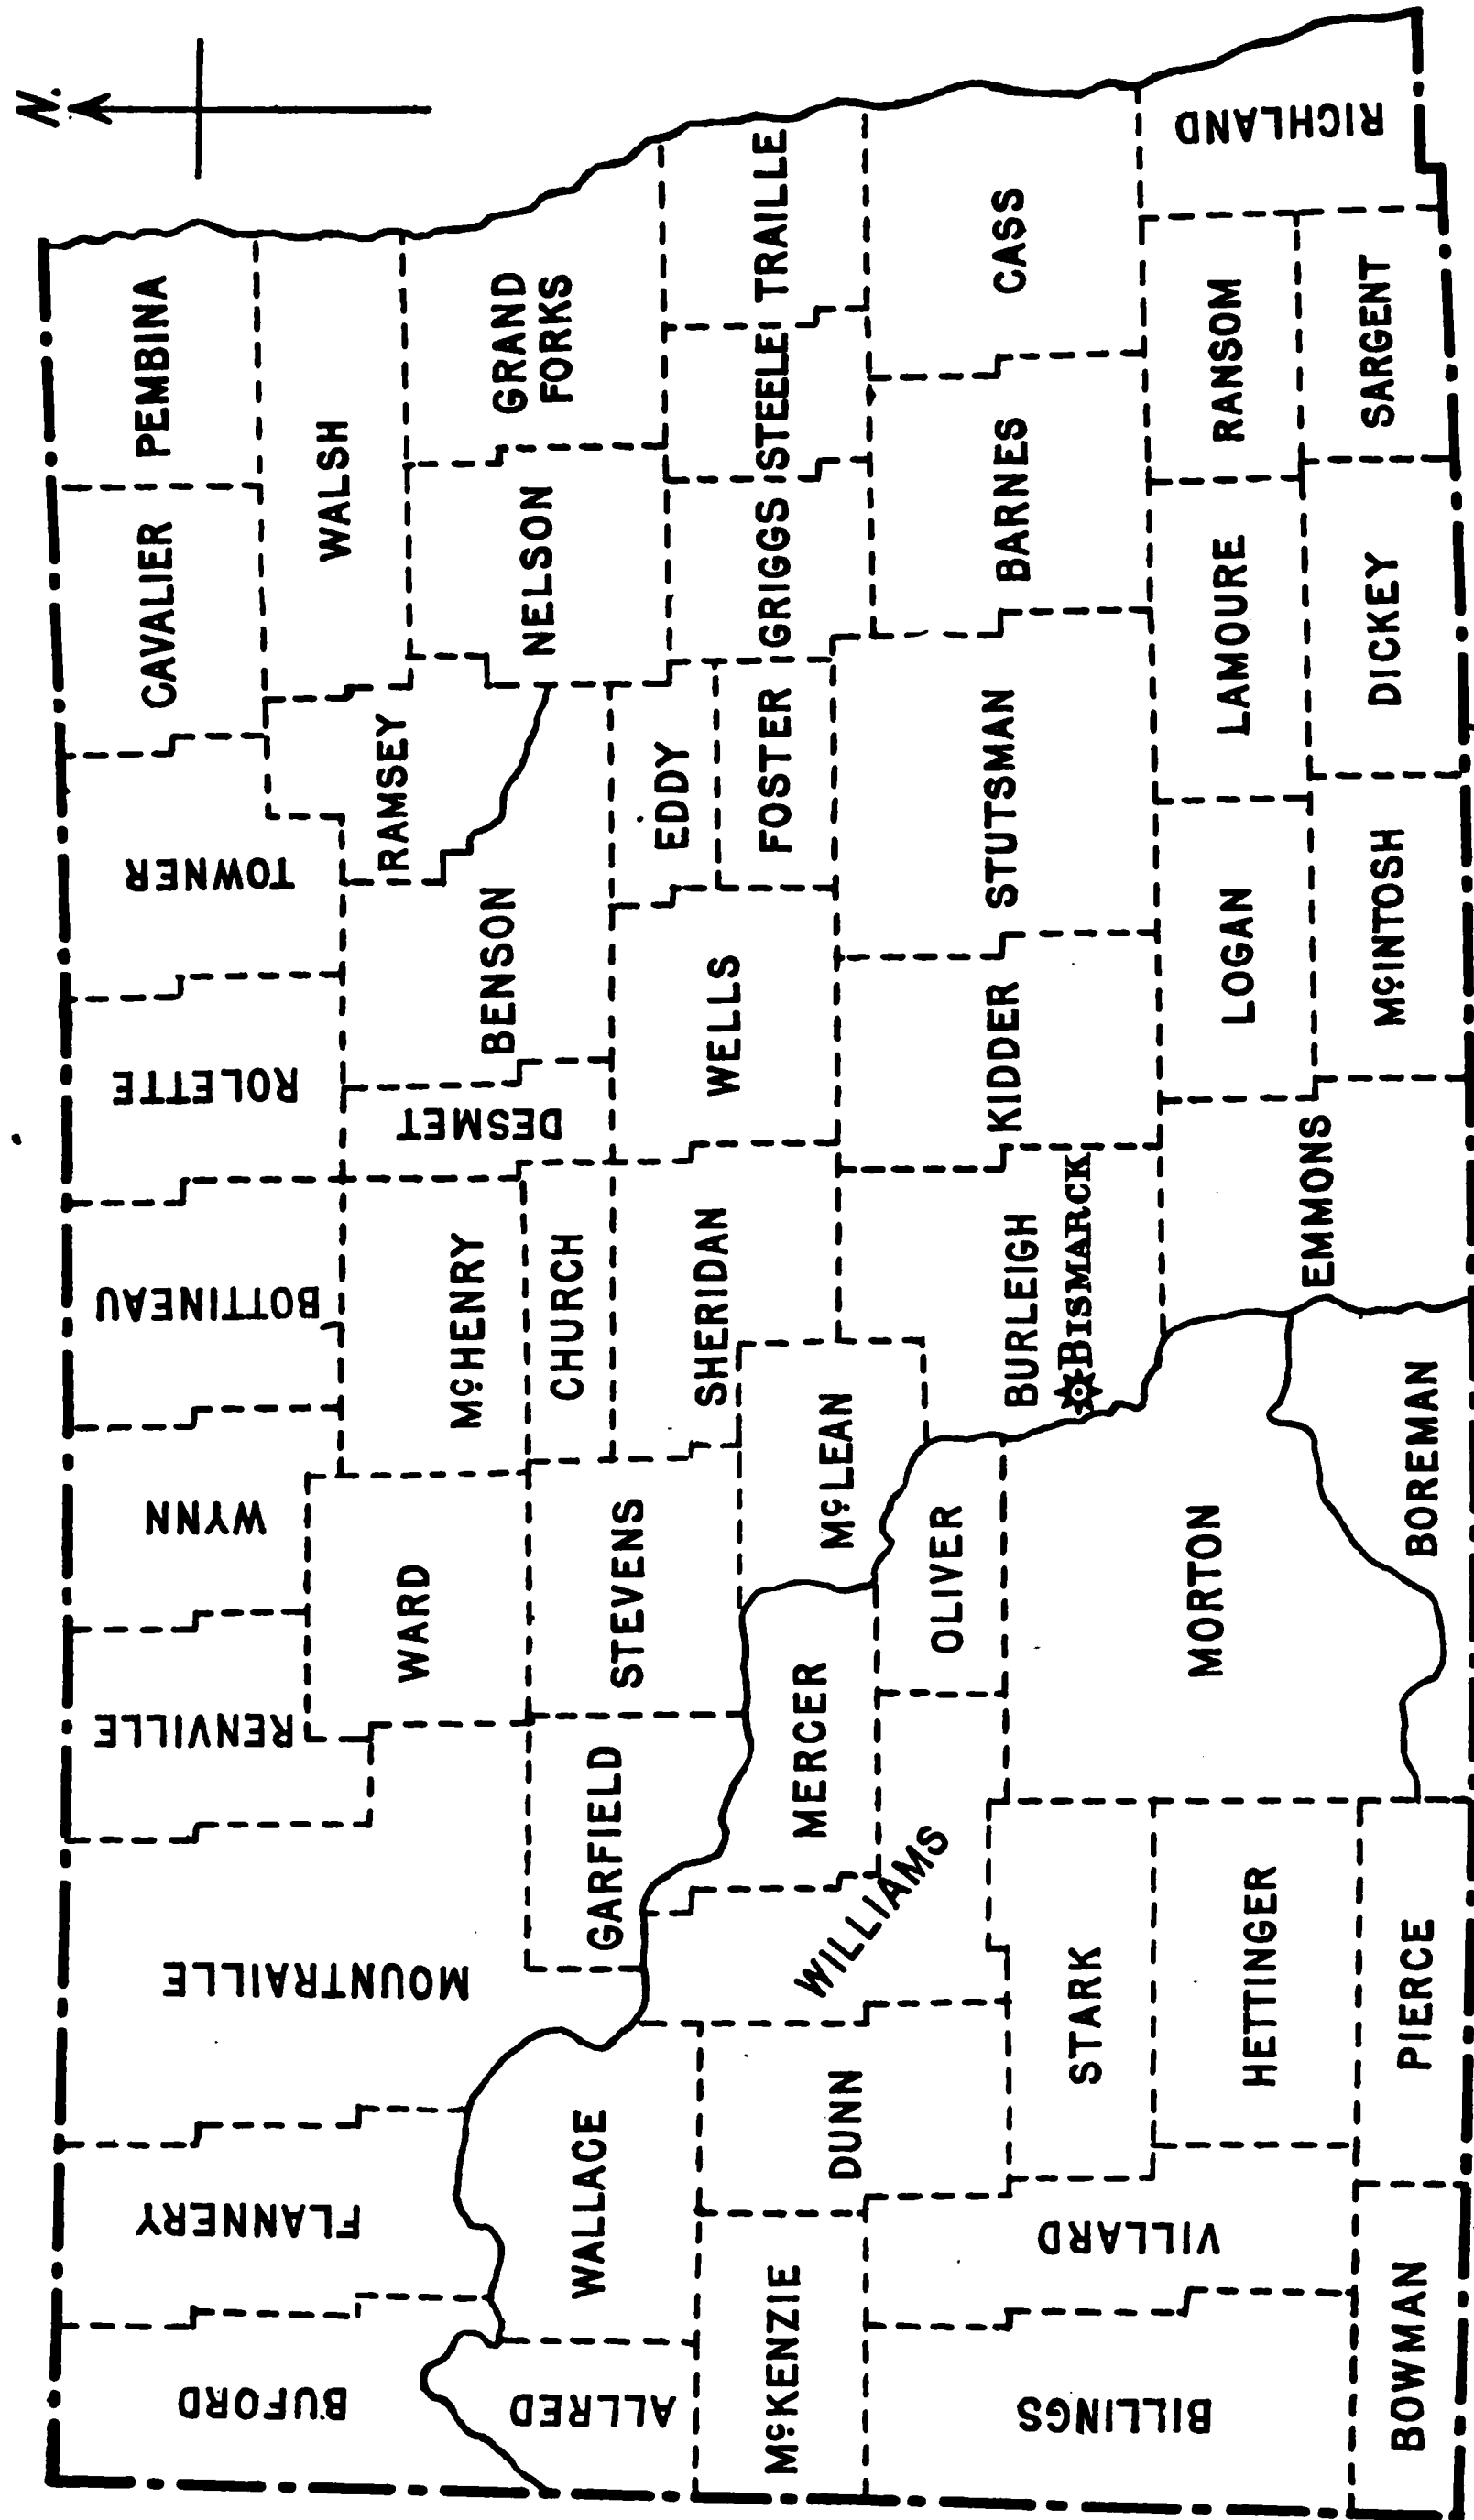 N.
BUFORD
FLANNERY
MOUNTRAILLE
RENVILLE
WYNN
BOTTINEAU
ROLETTE
TOWNER
CAVALIER
PEMBINA
WALSH
RAMSEY
WARD
McHENRY
DESMET
BENSON
NELSON
GRAND
FORKS
ALLRED
WALLACE
GARFIELD
STEVENS
CHURCH
SHERIDAN
WELLS
EDDY
FOSTER
GRIGGS
STEELE
TRAILLE
McKENZIE
DUNN
WILLIAMS
MERCER
McLEAN
OLIVER
BURLEIGH
BISMARCK
KIDDER
STUTSMAN
BARNES
CASS
BILLINGS
VILLARD
STARK
HETTINGER
MORTON
EMMONS
LOGAN
LAMOURE
RANSOM
RICHLAND
BOWMAN
PIERCE
BOREMAN
McINTOSH
DICKEY
SARGENT